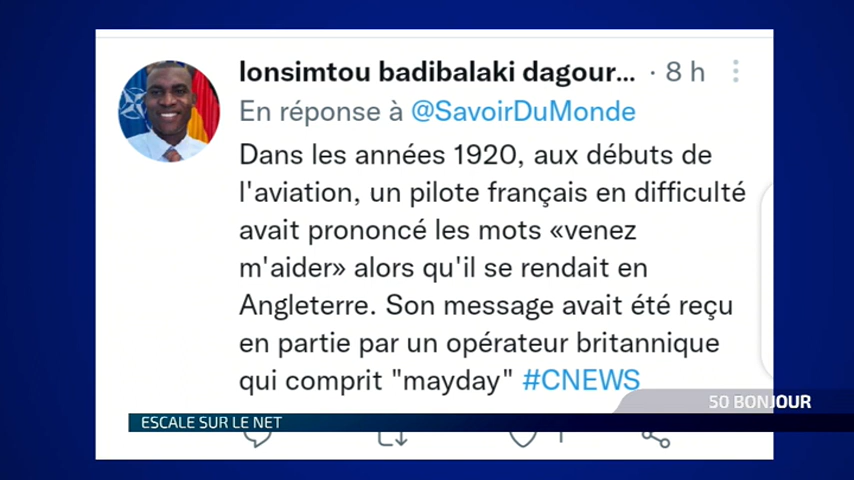 lonsimtou badibalaki dagour... · 8 h
En réponse à @SavoirDuMonde
Dans les années 1920, aux débuts de
l'aviation, un pilote français en difficulté
avait prononcé les mots «venez
m'aider» alors qu'il se rendait en
Angleterre. Son message avait été reçu
en partie par un opérateur britannique
qui comprit "mayday" #CNEWS
50 BONJOUR
ESCALE SUR LE NET